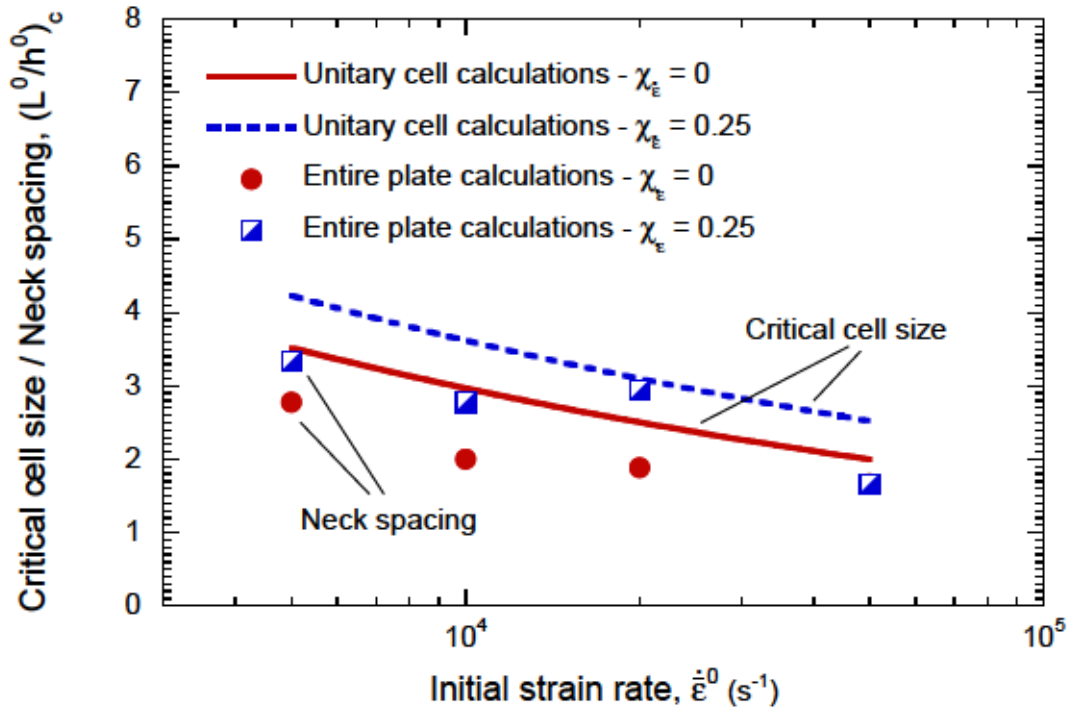 Critical cell size / Neck spacing, (L⁰/h⁰)c
8
7
6
5
4
3
2
1
0
Unitary cell calculations - χ_ε̇ = 0
Unitary cell calculations - χ_ε̇ = 0.25
Entire plate calculations - χ_ε̇ = 0
Entire plate calculations - χ_ε̇ = 0.25
Critical cell size
Neck spacing
10⁴
10⁵
Initial strain rate, ε̄̇⁰ (s⁻¹)